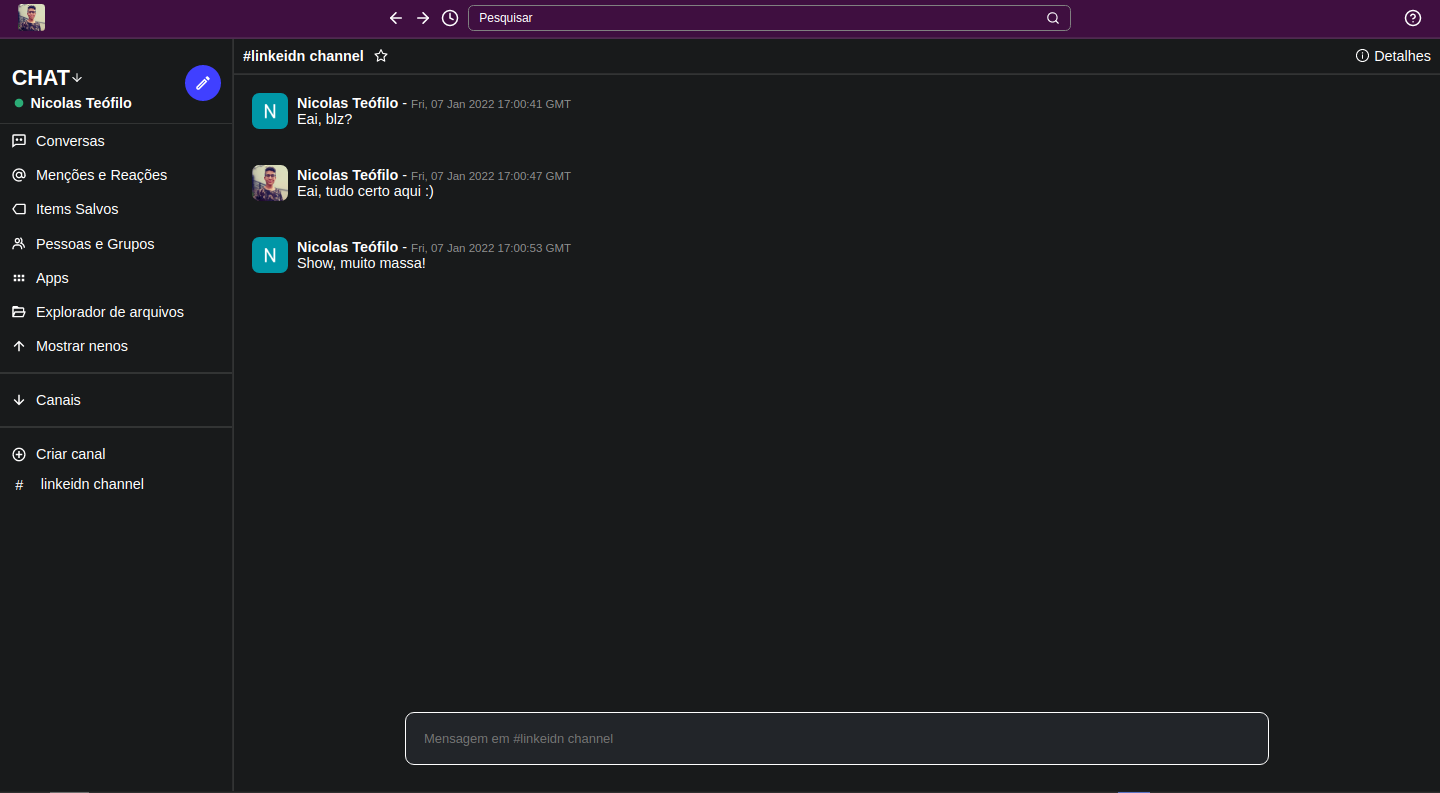 Pesquisar
CHAT
Nicolas Teófilo
Conversas
Menções e Reações
Items Salvos
Pessoas e Grupos
Apps
Explorador de arquivos
Mostrar nenos
Canais
Criar canal
# linkeidn channel
#linkeidn channel
Detalhes
N
Nicolas Teófilo - Fri, 07 Jan 2022 17:00:41 GMT
Eai, blz?
Nicolas Teófilo - Fri, 07 Jan 2022 17:00:47 GMT
Eai, tudo certo aqui :)
N
Nicolas Teófilo - Fri, 07 Jan 2022 17:00:53 GMT
Show, muito massa!
Mensagem em #linkeidn channel